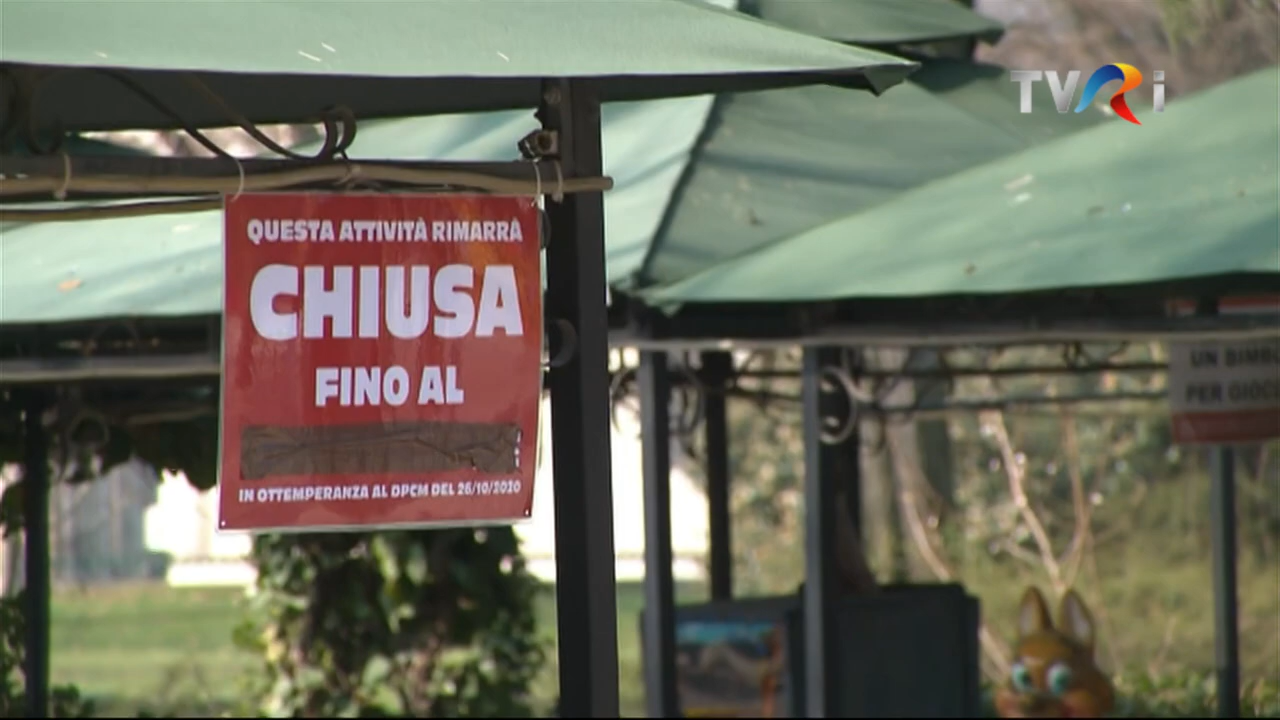 TVR i
QUESTA ATTIVITÀ RIMARRÀ
CHIUSA
FINO AL
IN OTTEMPERANZA AL DPCM DEL 26/10/2020
UN BIMB
PER GIOC